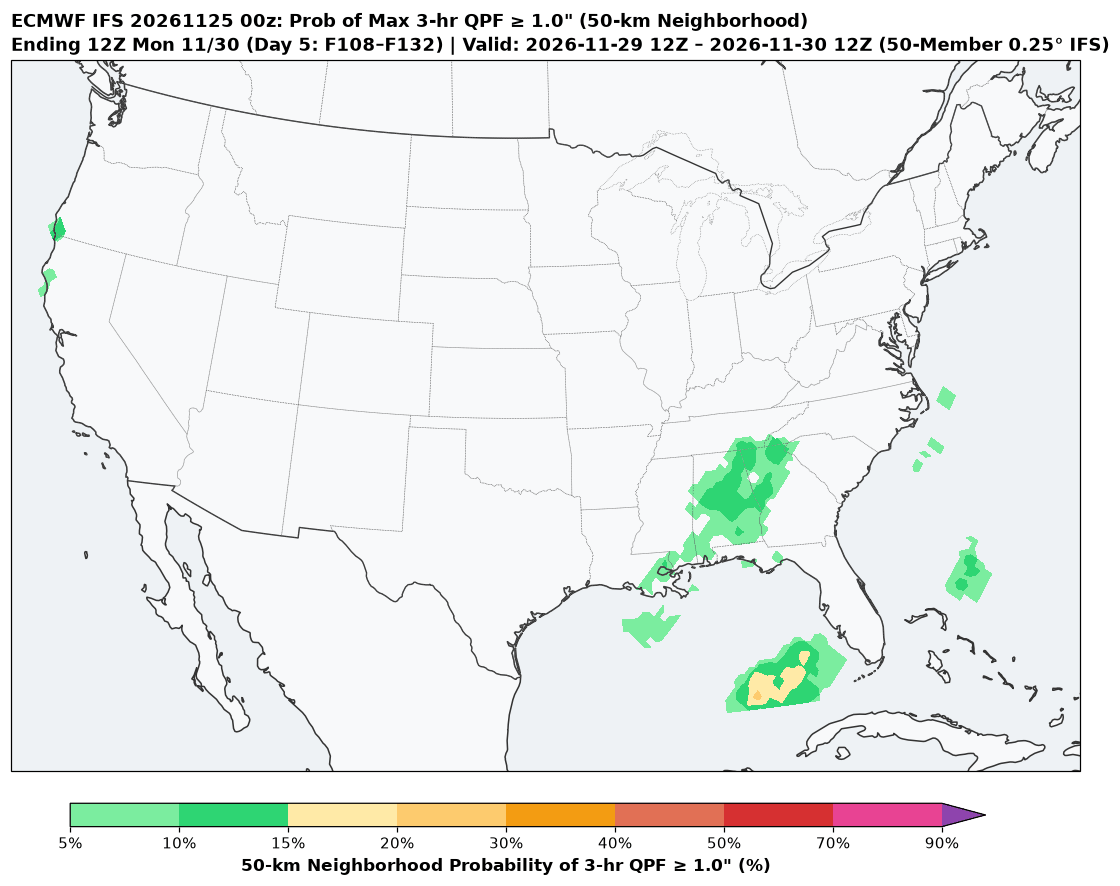 ECMWF IFS 20261125 00z: Prob of Max 3-hr QPF ≥ 1.0" (50-km Neighborhood)
Ending 12Z Mon 11/30 (Day 5: F108–F132) | Valid: 2026-11-29 12Z – 2026-11-30 12Z (50-Member 0.25° IFS)
5% 10% 15% 20% 30% 40% 50% 70% 90%
50-km Neighborhood Probability of 3-hr QPF ≥ 1.0" (%)